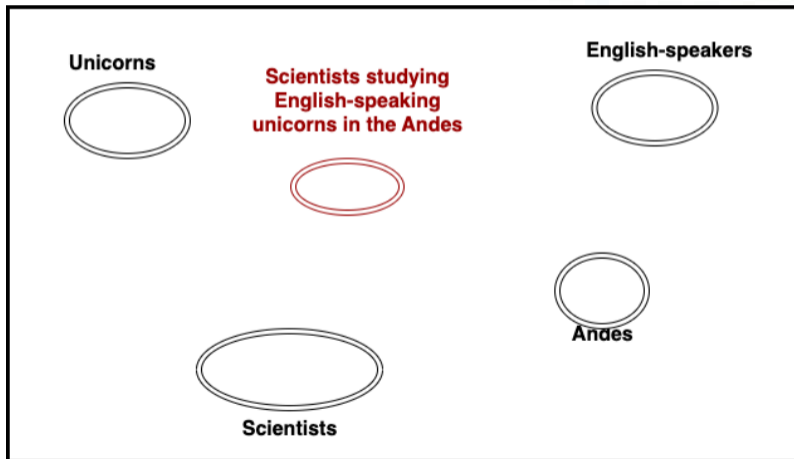 Unicorns
English-speakers
Scientists studying
English-speaking
unicorns in the Andes
Andes
Scientists